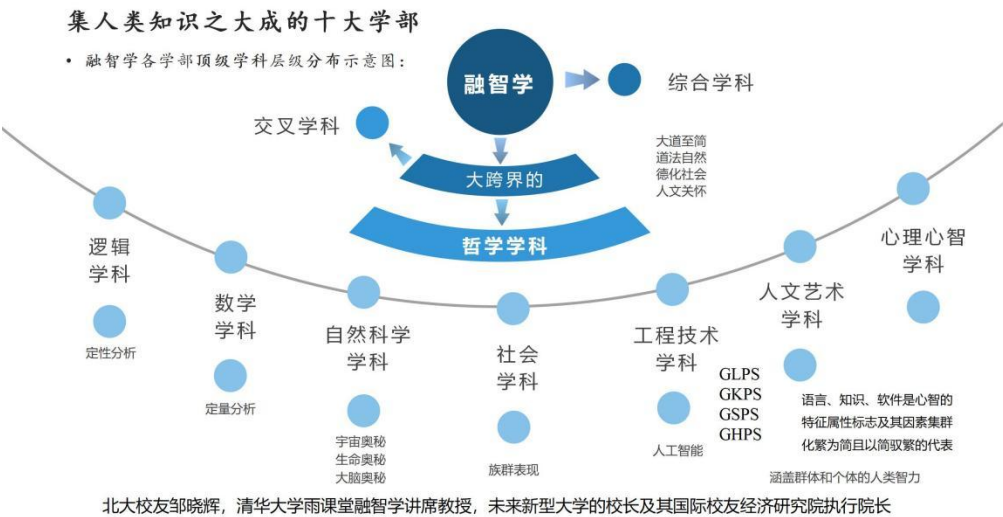 集人类知识之大成的十大学部
• 融智学各学部顶级学科层级分布示意图：
融智学
综合学科
交叉学科
大跨界的
大道至简
道法自然
德化社会
人文关怀
哲学学科
逻辑
学科
定性分析
数学
学科
定量分析
自然科学
学科
宇宙奥秘
生命奥秘
大脑奥秘
社会
学科
族群表现
工程技术
学科
人工智能
GLPS
GKPS
GSPS
GHPS
人文艺术
学科
心理心智
学科
语言、知识、软件是心智的
特征属性标志及其因素集群
化繁为简且以简驭繁的代表
涵盖群体和个体的人类智力
北大校友邹晓辉，清华大学雨课堂融智学讲席教授，未来新型大学的校长及其国际校友经济研究院执行院长